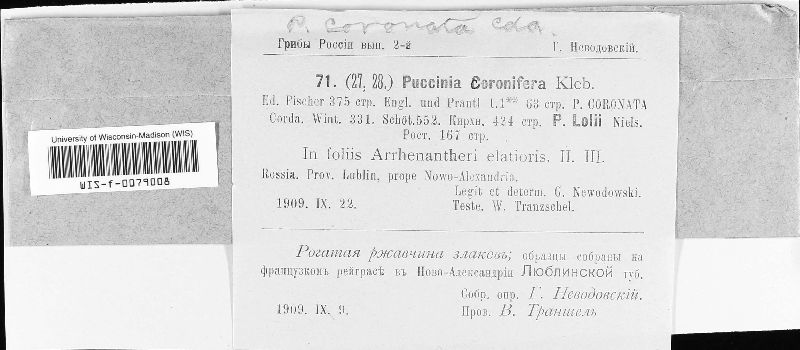 P. coronata Cda.
Грибы Россіи вып. 2-й Г. Неводовскій.
71. (27, 28.) Puccinia Coronifera Kleb.
Ed. Fischer 375 стр. Engl. und Prantl 1.1** 63 стр. P. CORONATA
Corda. Wint. 331. Schöt. 552. Кирхн. 424 стр. P. Lolii Niels.
Рост. 167 стр.
In foliis Arrhenantheri elatioris. II. III.
Rossia. Prov. Lublin, prope Nowo-Alexandria.
Legit et determ. G. Newodowski.
1909. IX. 22. Teste. W. Tranzschel.
University of Wisconsin-Madison (WIS)
WIS-f-0079008
Рогатая ржавчина злаковъ; образцы собраны на
французкомъ рейграсѣ въ Ново-Александріи Люблинской губ.
Собр. опр. Г. Неводовскій.
1909. IX. 9. Пров. В. Траншель